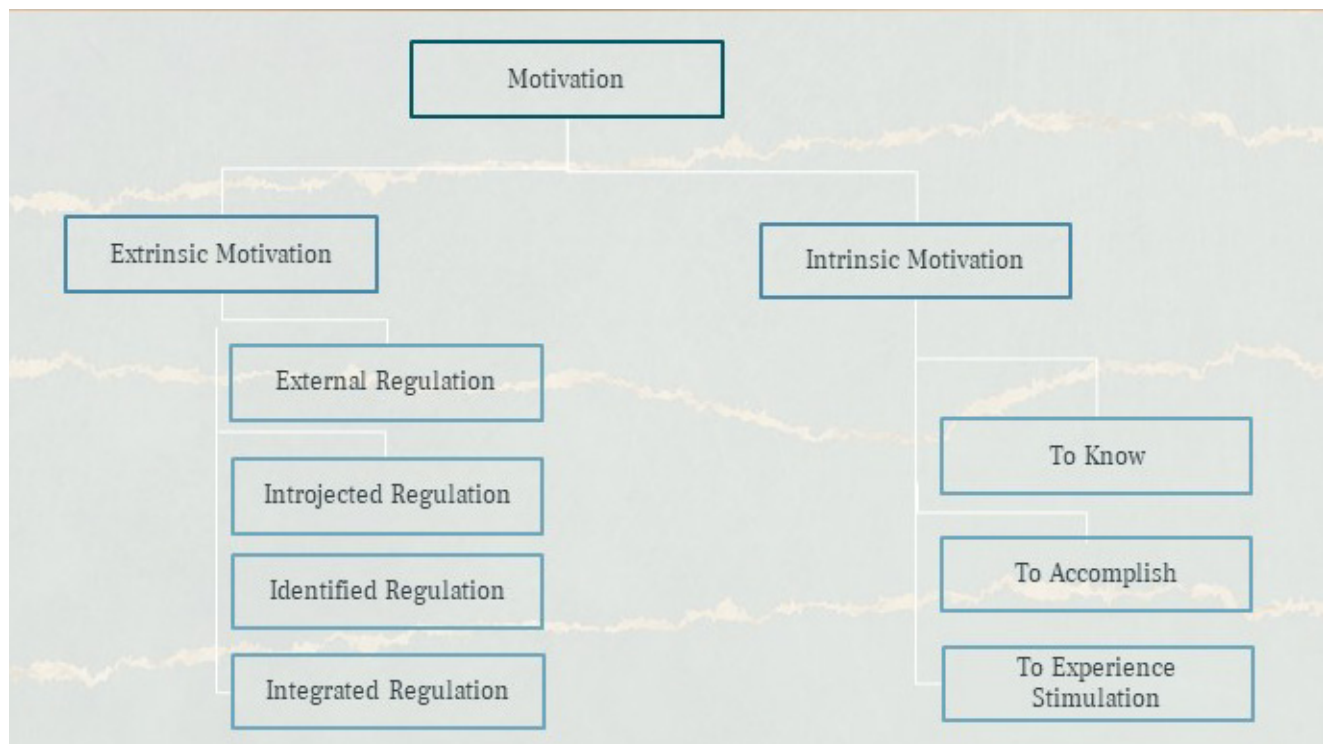 Motivation
Extrinsic Motivation
Intrinsic Motivation
External Regulation
Introjected Regulation
Identified Regulation
Integrated Regulation
To Know
To Accomplish
To Experience
Stimulation